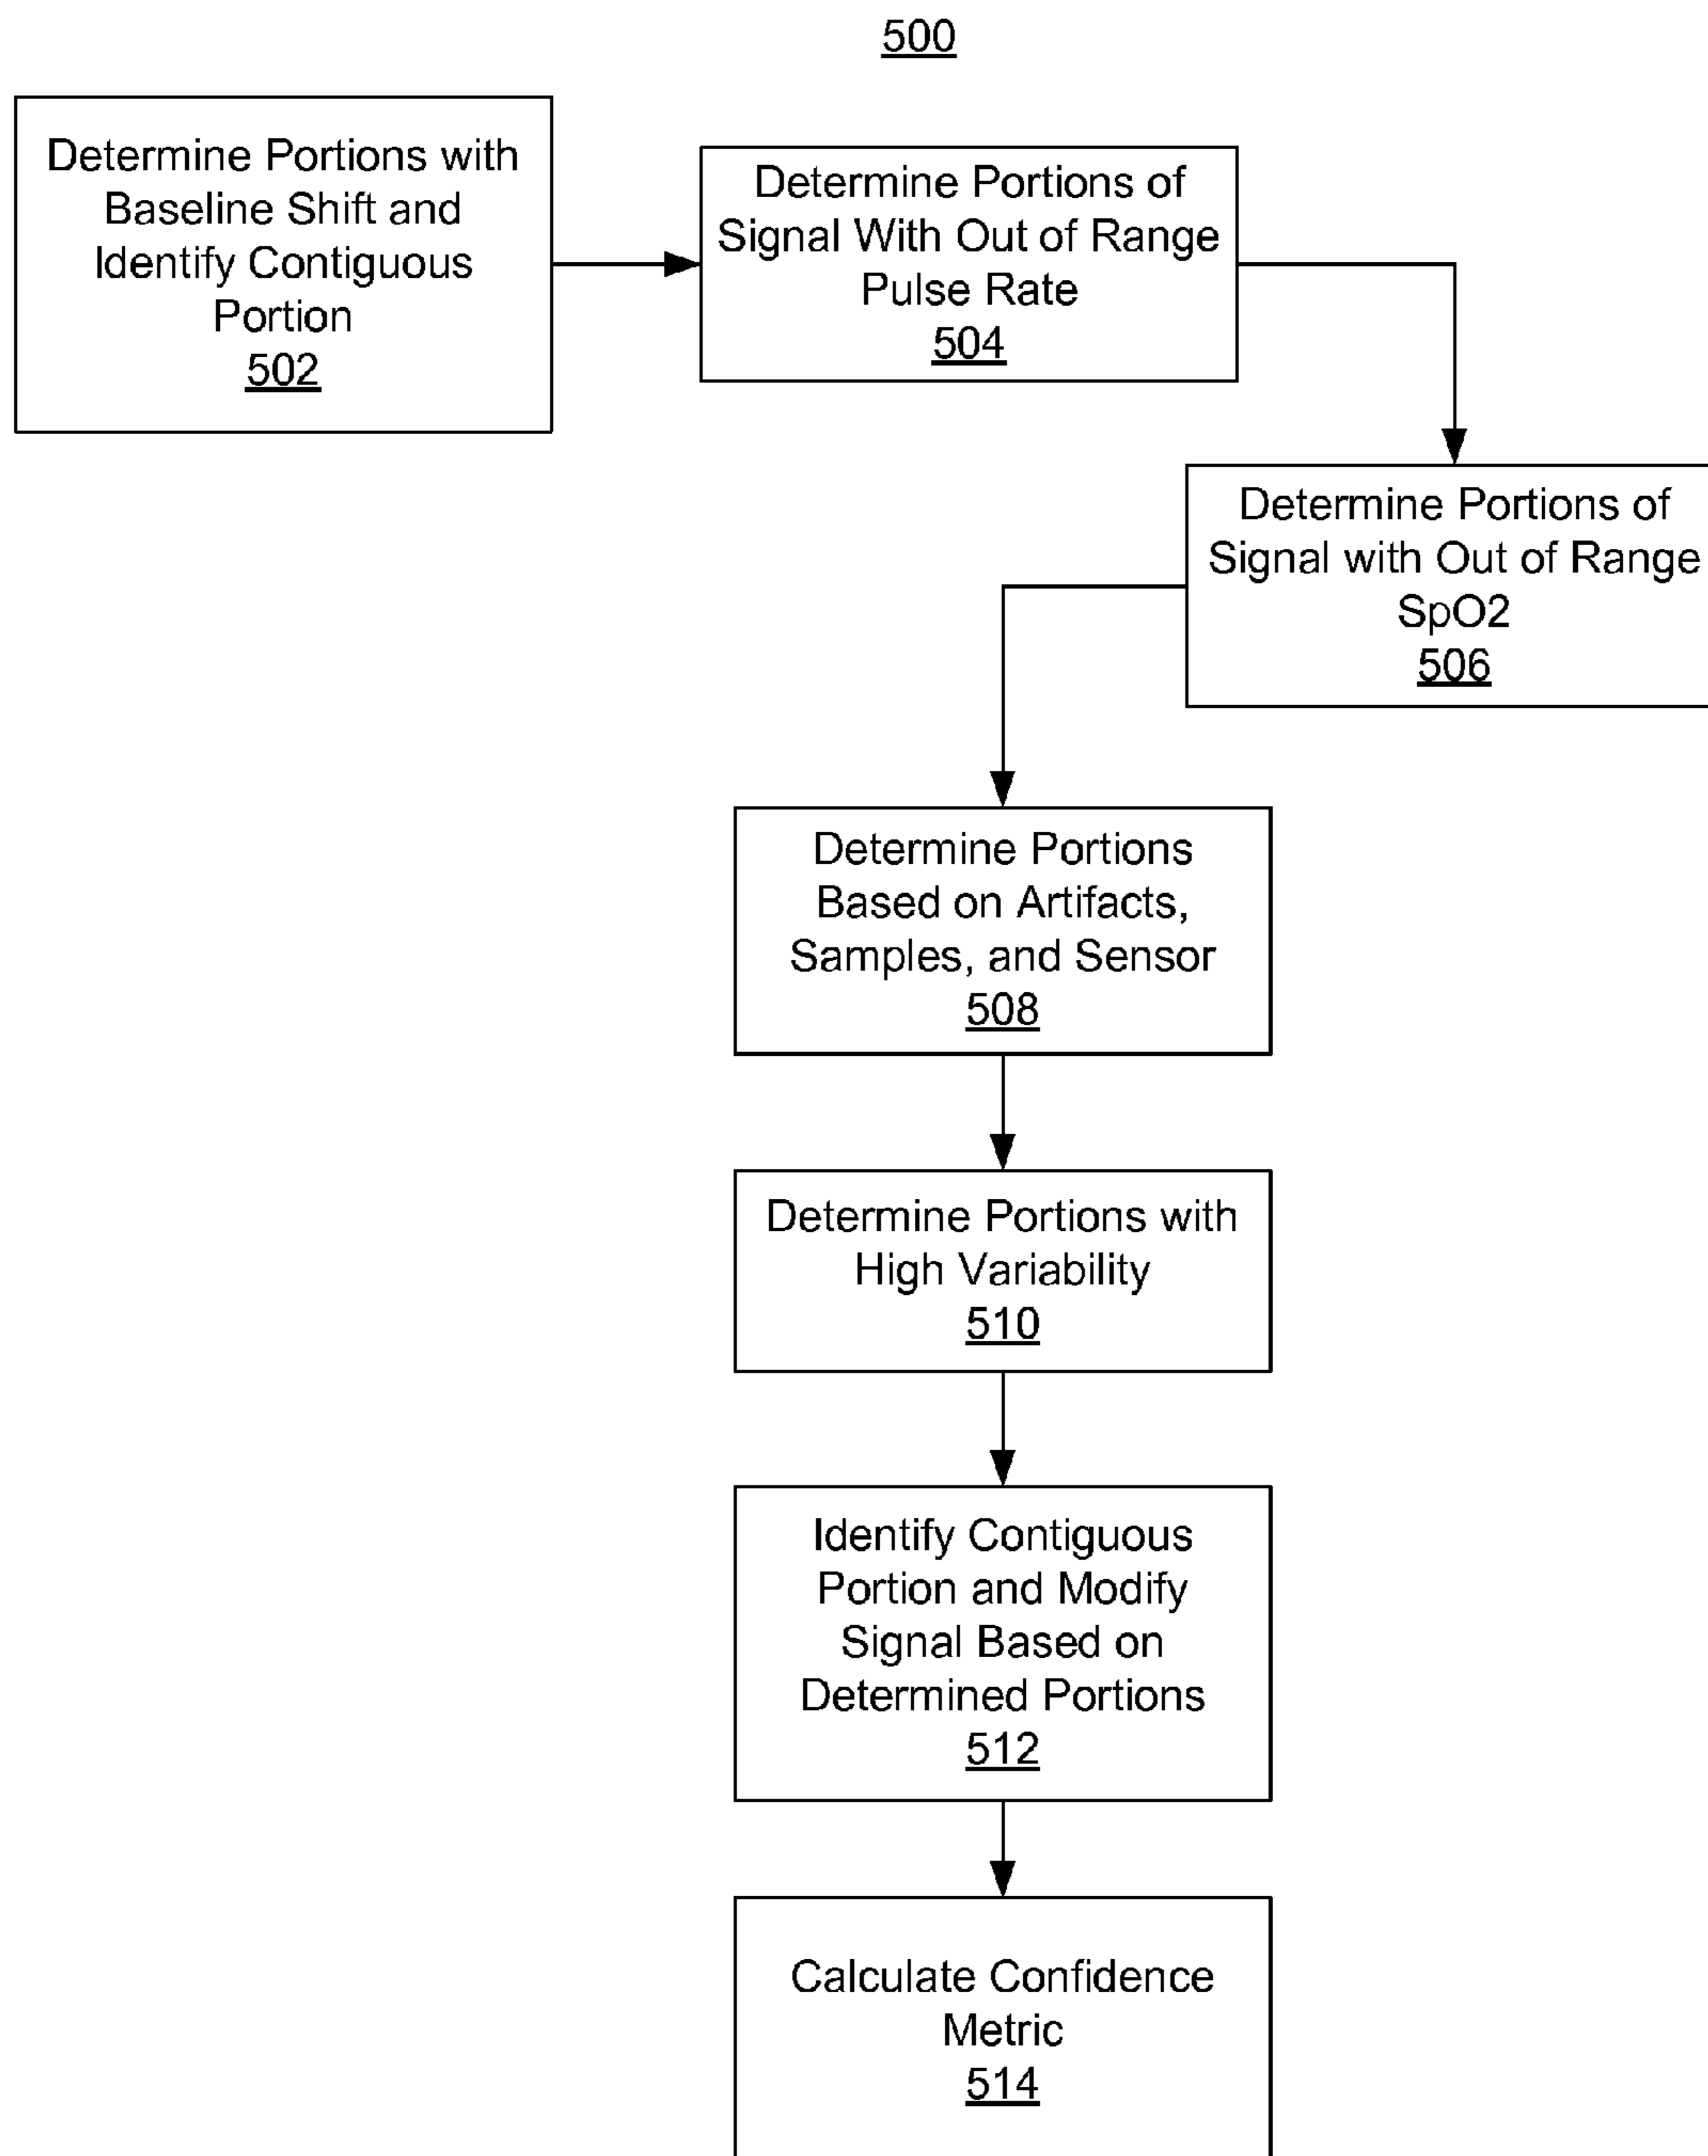 500
Determine Portions with
Baseline Shift and
Identify Contiguous
Portion
502
Determine Portions of
Signal With Out of Range
Pulse Rate
504
Determine Portions of
Signal with Out of Range
SpO2
506
Determine Portions
Based on Artifacts,
Samples, and Sensor
508
Determine Portions with
High Variability
510
Identify Contiguous
Portion and Modify
Signal Based on
Determined Portions
512
Calculate Confidence
Metric
514